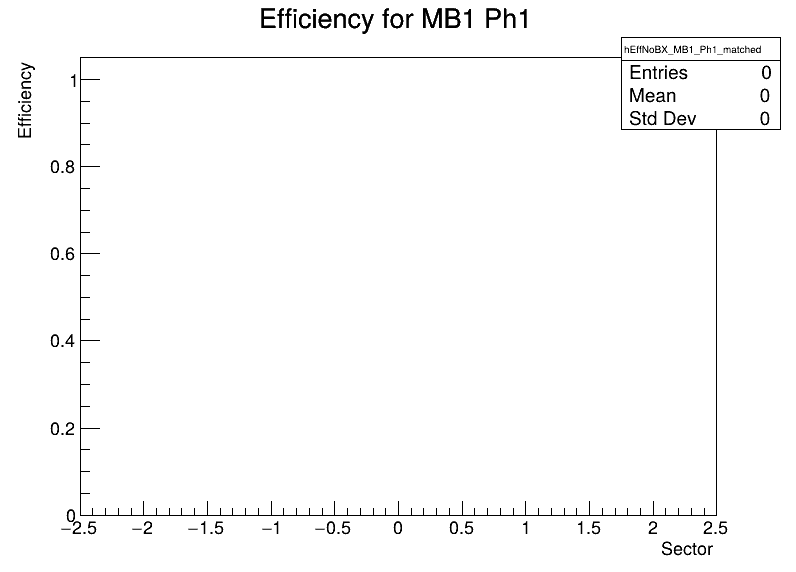 Efficiency for MB1 Ph1
hEffNoBX_MB1_Ph1_matched
Entries 0
Mean 0
Std Dev 0
Efficiency
1
0.8
0.6
0.4
0.2
0
−2.5 −2 −1.5 −1 −0.5 0 0.5 1 1.5 2 2.5
Sector